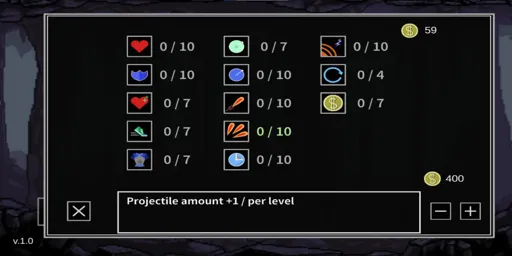 59
0 / 10 0 / 7 0 / 10
0 / 10 0 / 10 0 / 4
0 / 7 0 / 10 0 / 7
0 / 7 0 / 10
0 / 7 0 / 10
400
Projectile amount +1 / per level
v.1.0